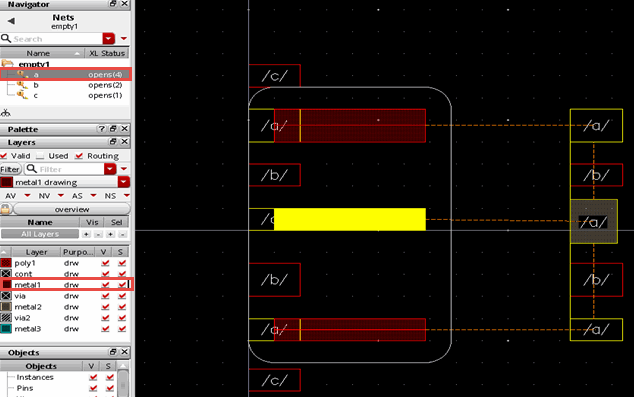 Navigator
Nets
empty1
Search
Name XL Status
empty1
a opens(4)
b opens(2)
c opens(1)
Palette
Layers
Valid Used Routing
Filter Filter
metal1 drawing
AV NV AS NS
overview
Name Vis Sel
All Layers + - + -
Layer Purpo... V S
poly1 drw
cont drw
metal1 drw
via drw
metal2 drw
via2 drw
metal3 drw
Objects
Objects V S
Instances
Pins
/c/
/a/ /a/
/b/ /b/
/a/
/b/ /b/
/a/ /a/
/c/